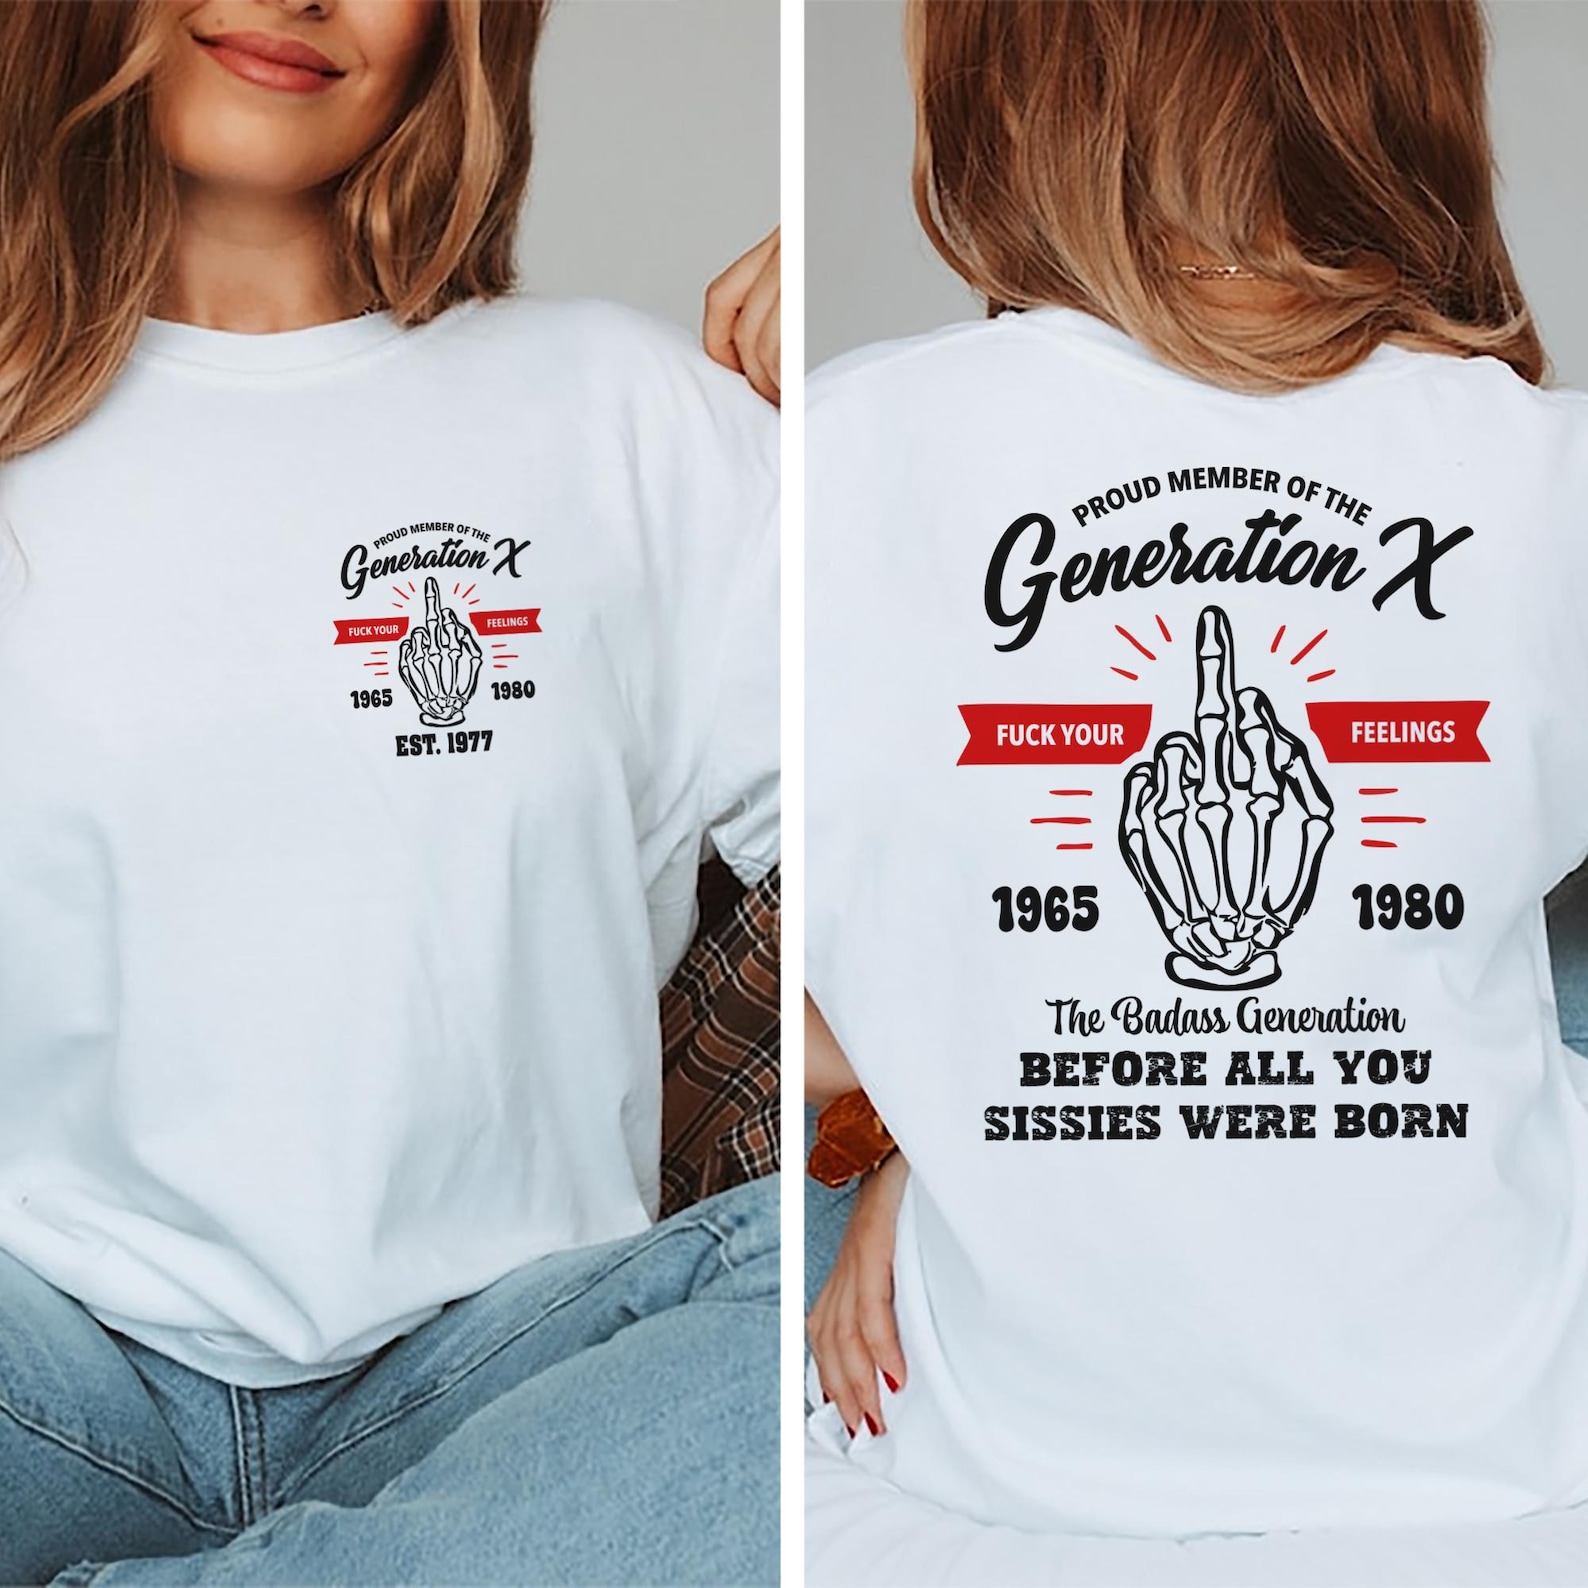 PROUD MEMBER OF THE
Generation X
FUCK YOUR FEELINGS
1965 1980
EST. 1977
PROUD MEMBER OF THE
Generation X
FUCK YOUR FEELINGS
1965 1980
The Badass Generation
BEFORE ALL YOU
SISSIES WERE BORN